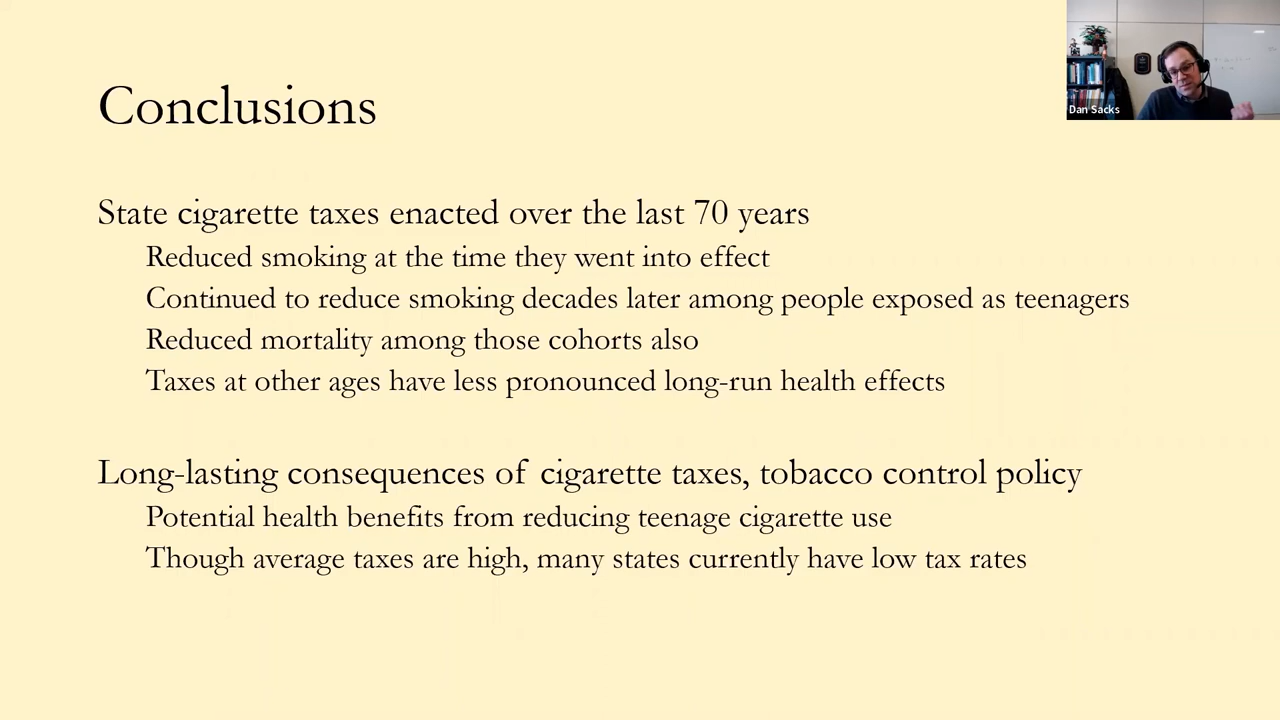 Conclusions
Dan Sacks
State cigarette taxes enacted over the last 70 years
Reduced smoking at the time they went into effect
Continued to reduce smoking decades later among people exposed as teenagers
Reduced mortality among those cohorts also
Taxes at other ages have less pronounced long-run health effects
Long-lasting consequences of cigarette taxes, tobacco control policy
Potential health benefits from reducing teenage cigarette use
Though average taxes are high, many states currently have low tax rates